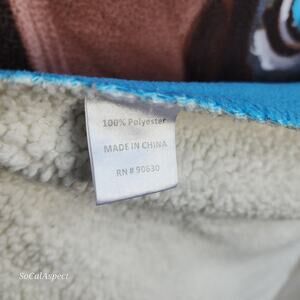 100% Polyester
MADE IN CHINA
RN # 90630
SoCalAspect